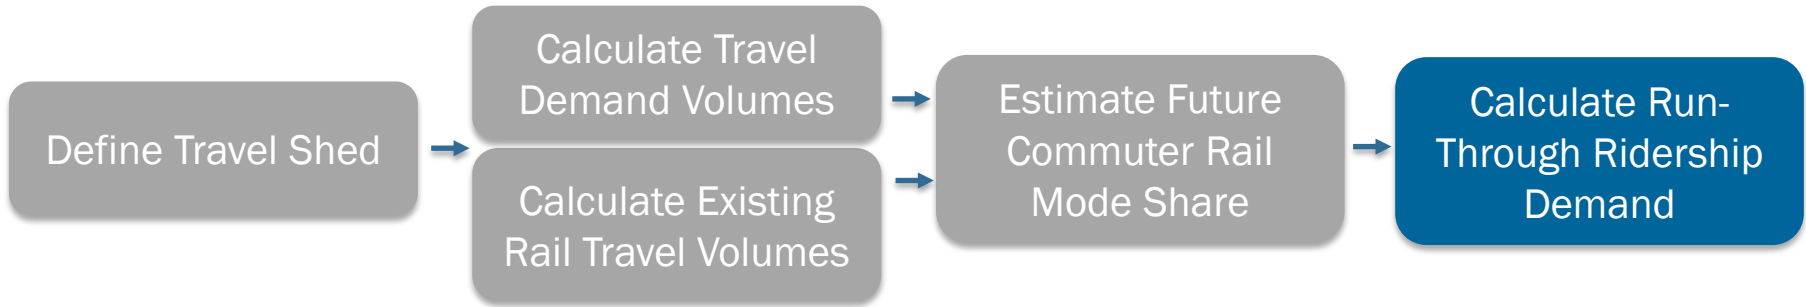 Define Travel Shed
Calculate Travel
Demand Volumes
Calculate Existing
Rail Travel Volumes
Estimate Future
Commuter Rail
Mode Share
Calculate Run-
Through Ridership
Demand